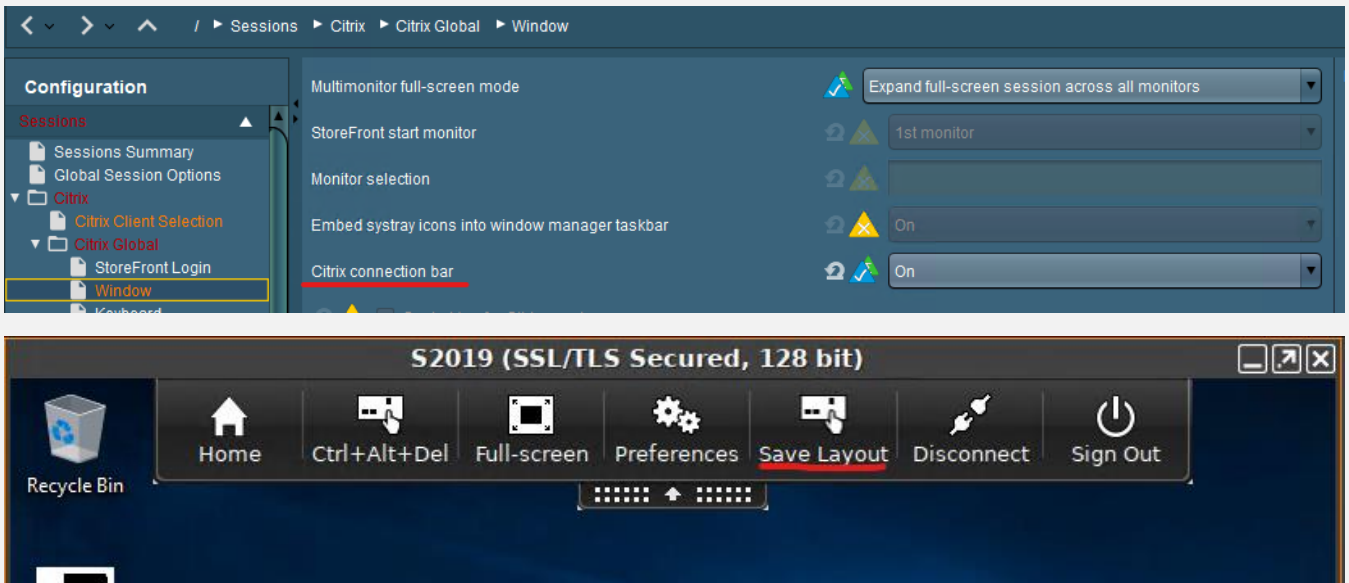 / Sessions Citrix Citrix Global Window
Configuration
Sessions
Sessions Summary
Global Session Options
Citrix
Citrix Client Selection
Citrix Global
StoreFront Login
Window
Keyboard
Multimonitor full-screen mode
Expand full-screen session across all monitors
StoreFront start monitor
1st monitor
Monitor selection
Embed systray icons into window manager taskbar
On
Citrix connection bar
On
S2019 (SSL/TLS Secured, 128 bit)
Home Ctrl+Alt+Del Full-screen Preferences Save Layout Disconnect Sign Out
Recycle Bin